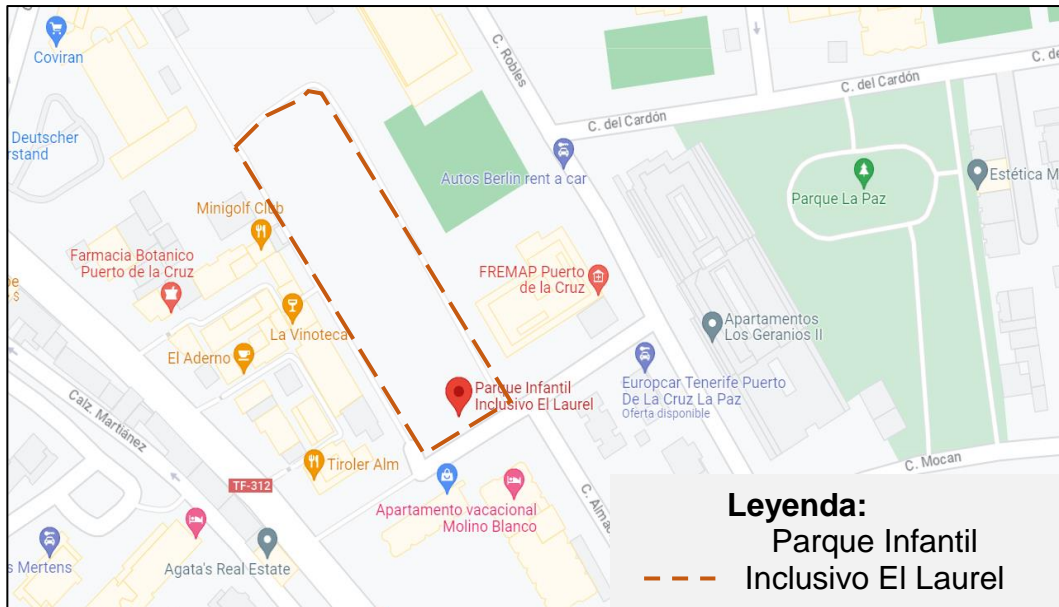 Coviran
C. Robles
C. del Cardón
C. de
C. del Cardón
Deutscher
rstand
Autos Berlin rent a car
Estética M
Parque La Paz
Minigolf Club
Farmacia Botanico
Puerto de la Cruz
FREMAP Puerto
de la Cruz
La Vinoteca
Apartamentos
Los Geranios II
El Aderno
Europcar Tenerife Puerto
De La Cruz La Paz
Oferta disponible
Parque Infantil
Inclusivo El Laurel
Calz. Martiánez
C. Mocan
Tiroler Alm
TF-312
C. Almác
Apartamento vacacional
Molino Blanco
s Mertens
Agata's Real Estate
Leyenda:
Parque Infantil
Inclusivo El Laurel